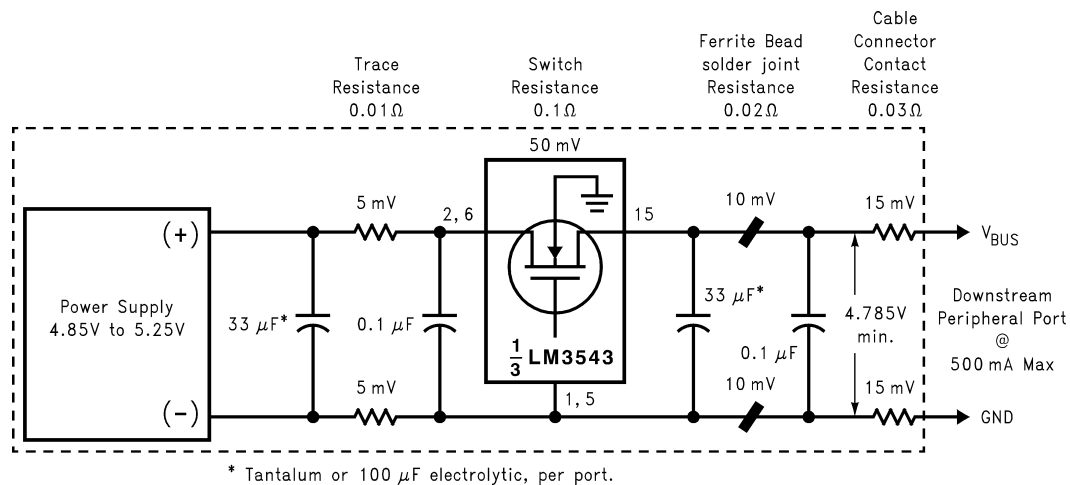 Trace
Resistance
0.01Ω
Switch
Resistance
0.1Ω
Ferrite Bead
solder joint
Resistance
0.02Ω
Cable
Connector
Contact
Resistance
0.03Ω
50 mV
5 mV
2, 6
15
10 mV
15 mV
(+)
V_BUS
Power Supply
4.85V to 5.25V
33 μF*
0.1 μF
1/3 LM3543
33 μF*
0.1 μF
4.785V
min.
Downstream
Peripheral Port
@
500 mA Max
5 mV
1, 5
10 mV
15 mV
(−)
GND
* Tantalum or 100 μF electrolytic, per port.